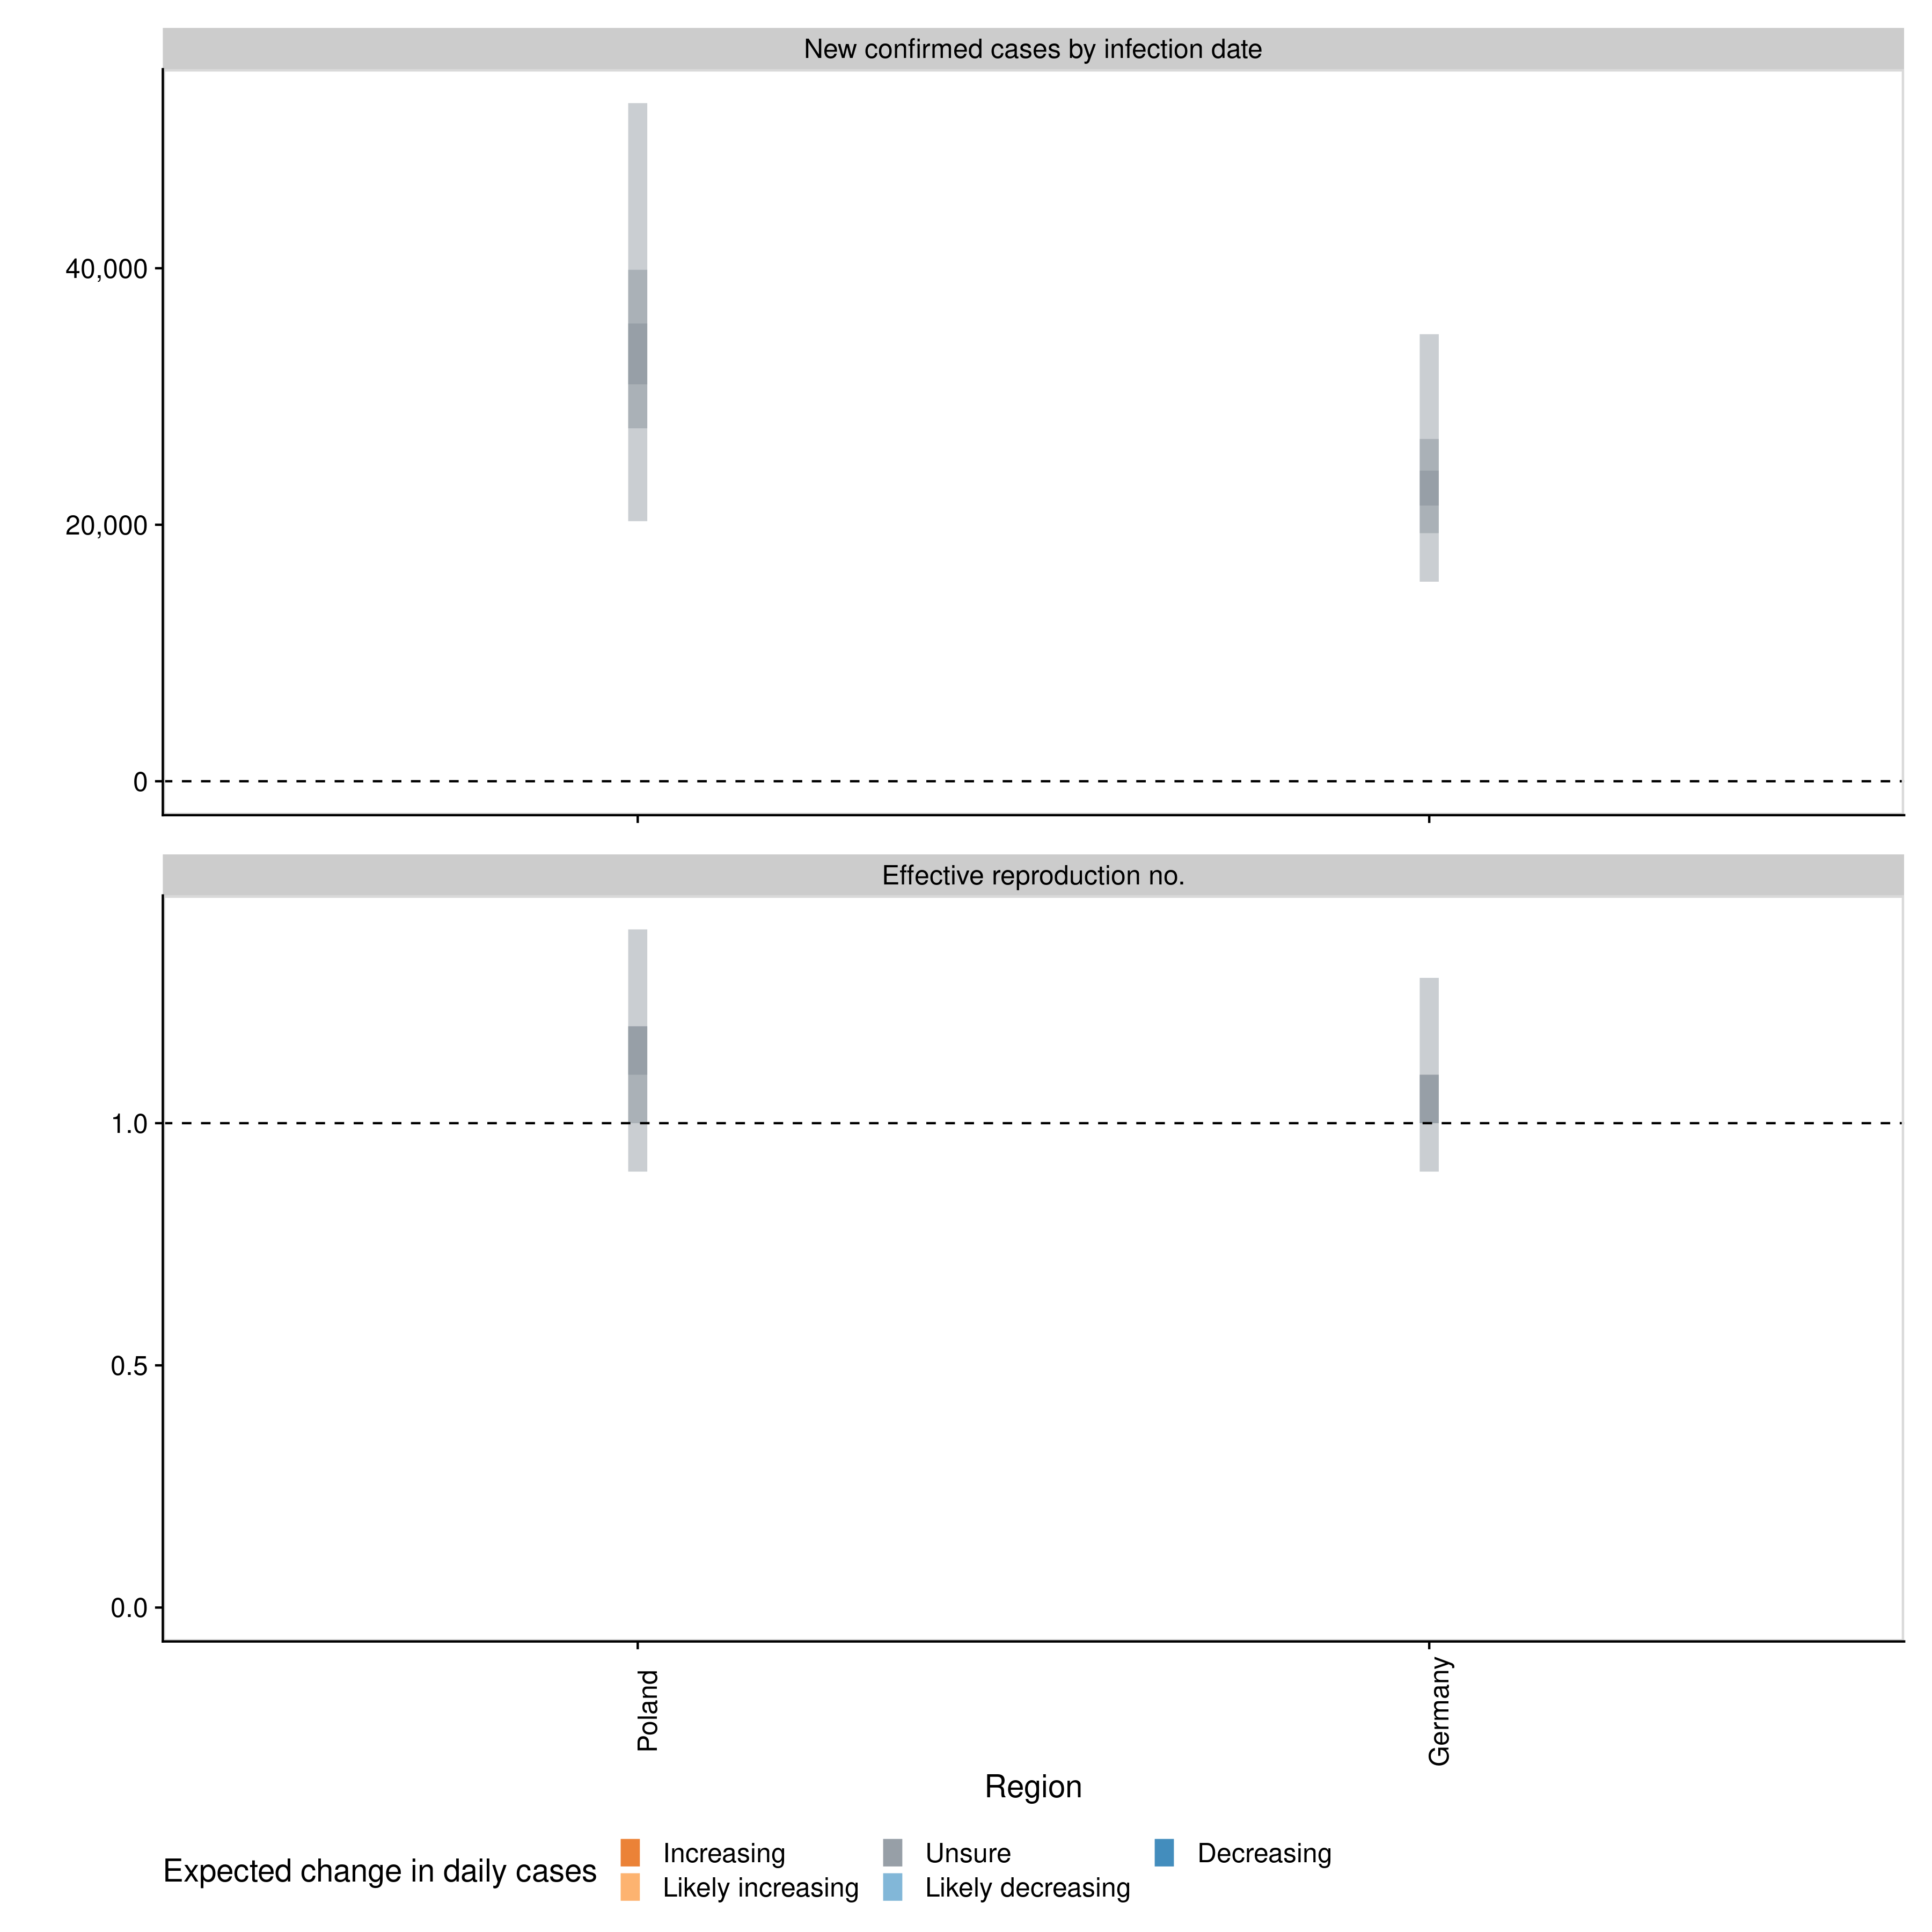 New confirmed cases by infection date
40,000
20,000
0
Effective reproduction no.
1.0
0.5
0.0
Poland
Germany
Region
Expected change in daily cases
Increasing
Unsure
Decreasing
Likely increasing
Likely decreasing